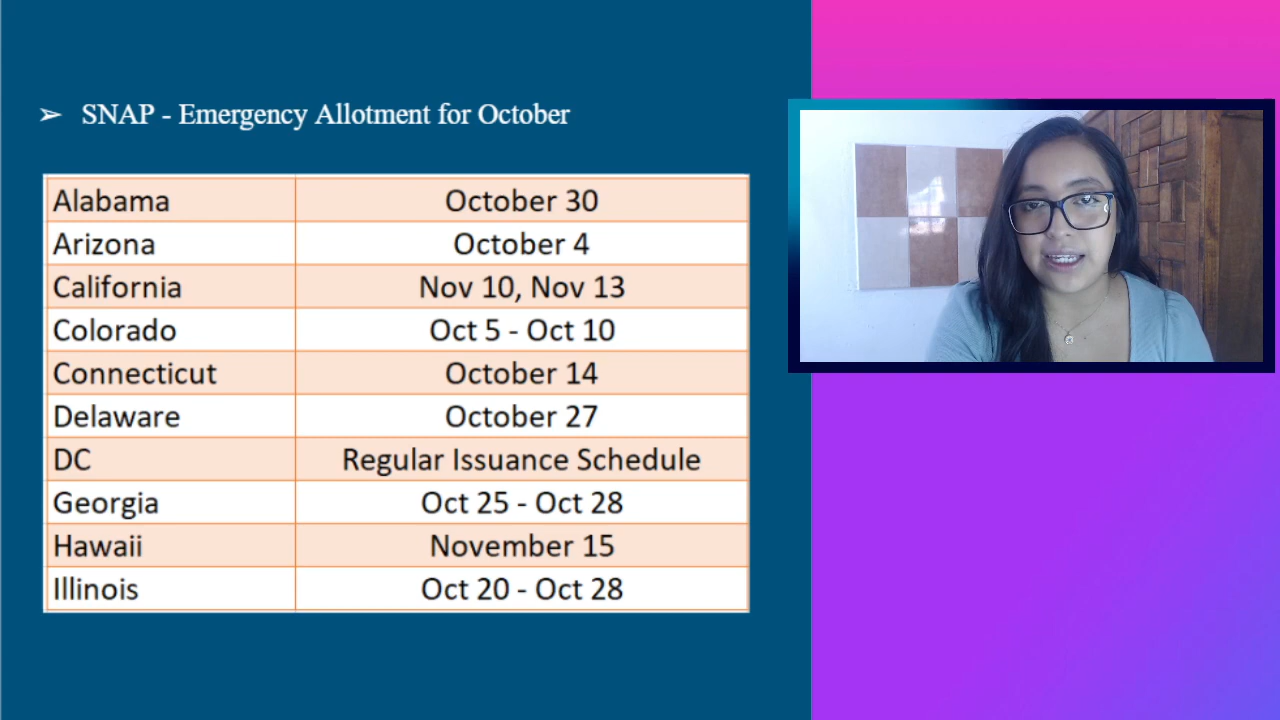 ➢ SNAP - Emergency Allotment for October
Alabama October 30
Arizona October 4
California Nov 10, Nov 13
Colorado Oct 5 - Oct 10
Connecticut October 14
Delaware October 27
DC Regular Issuance Schedule
Georgia Oct 25 - Oct 28
Hawaii November 15
Illinois Oct 20 - Oct 28